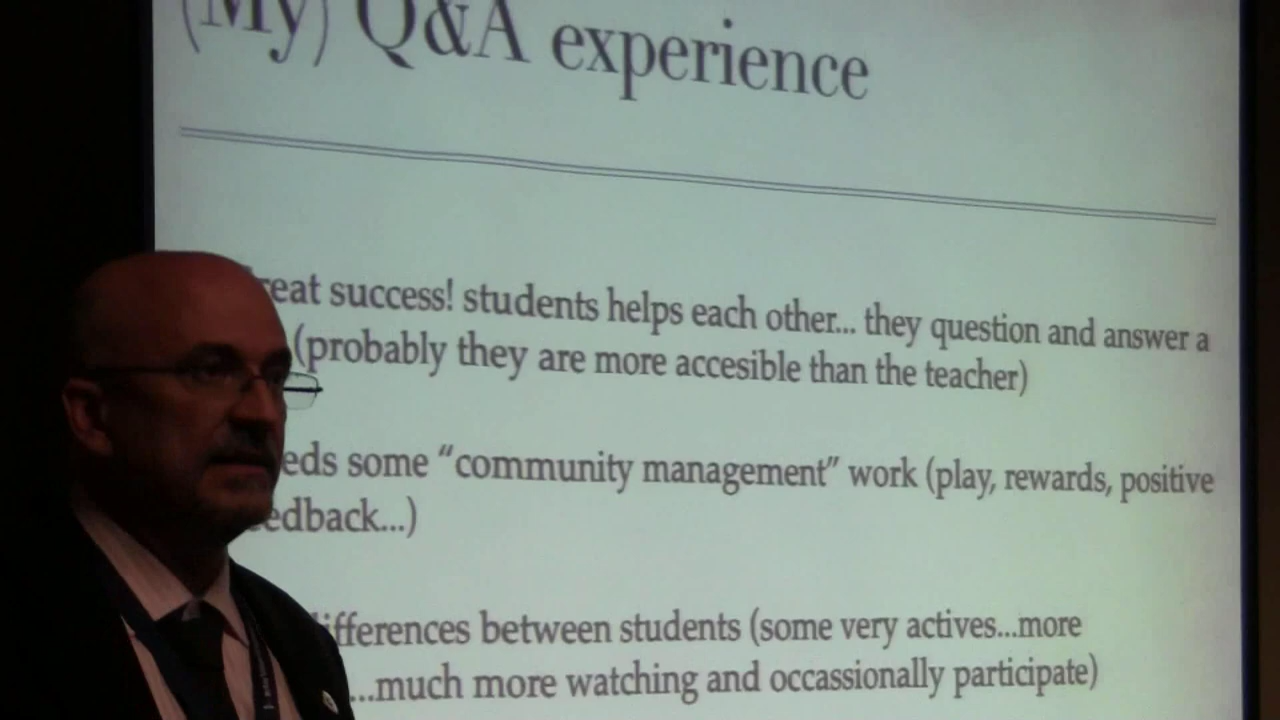 (My) Q&A experience
reat success! students helps each other... they question and answer a
(probably they are more accesible than the teacher)
eds some “community management” work (play, rewards, positive
edback...)
ifferences between students (some very actives...more
...much more watching and occassionally participate)